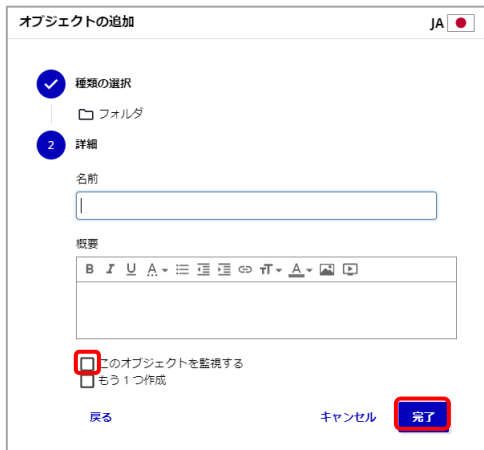 オブジェクトの追加
JA
種類の選択
フォルダ
2 詳細
名前
概要
B I U A A
このオブジェクトを監視する
もう1つ作成
戻る キャンセル 完了